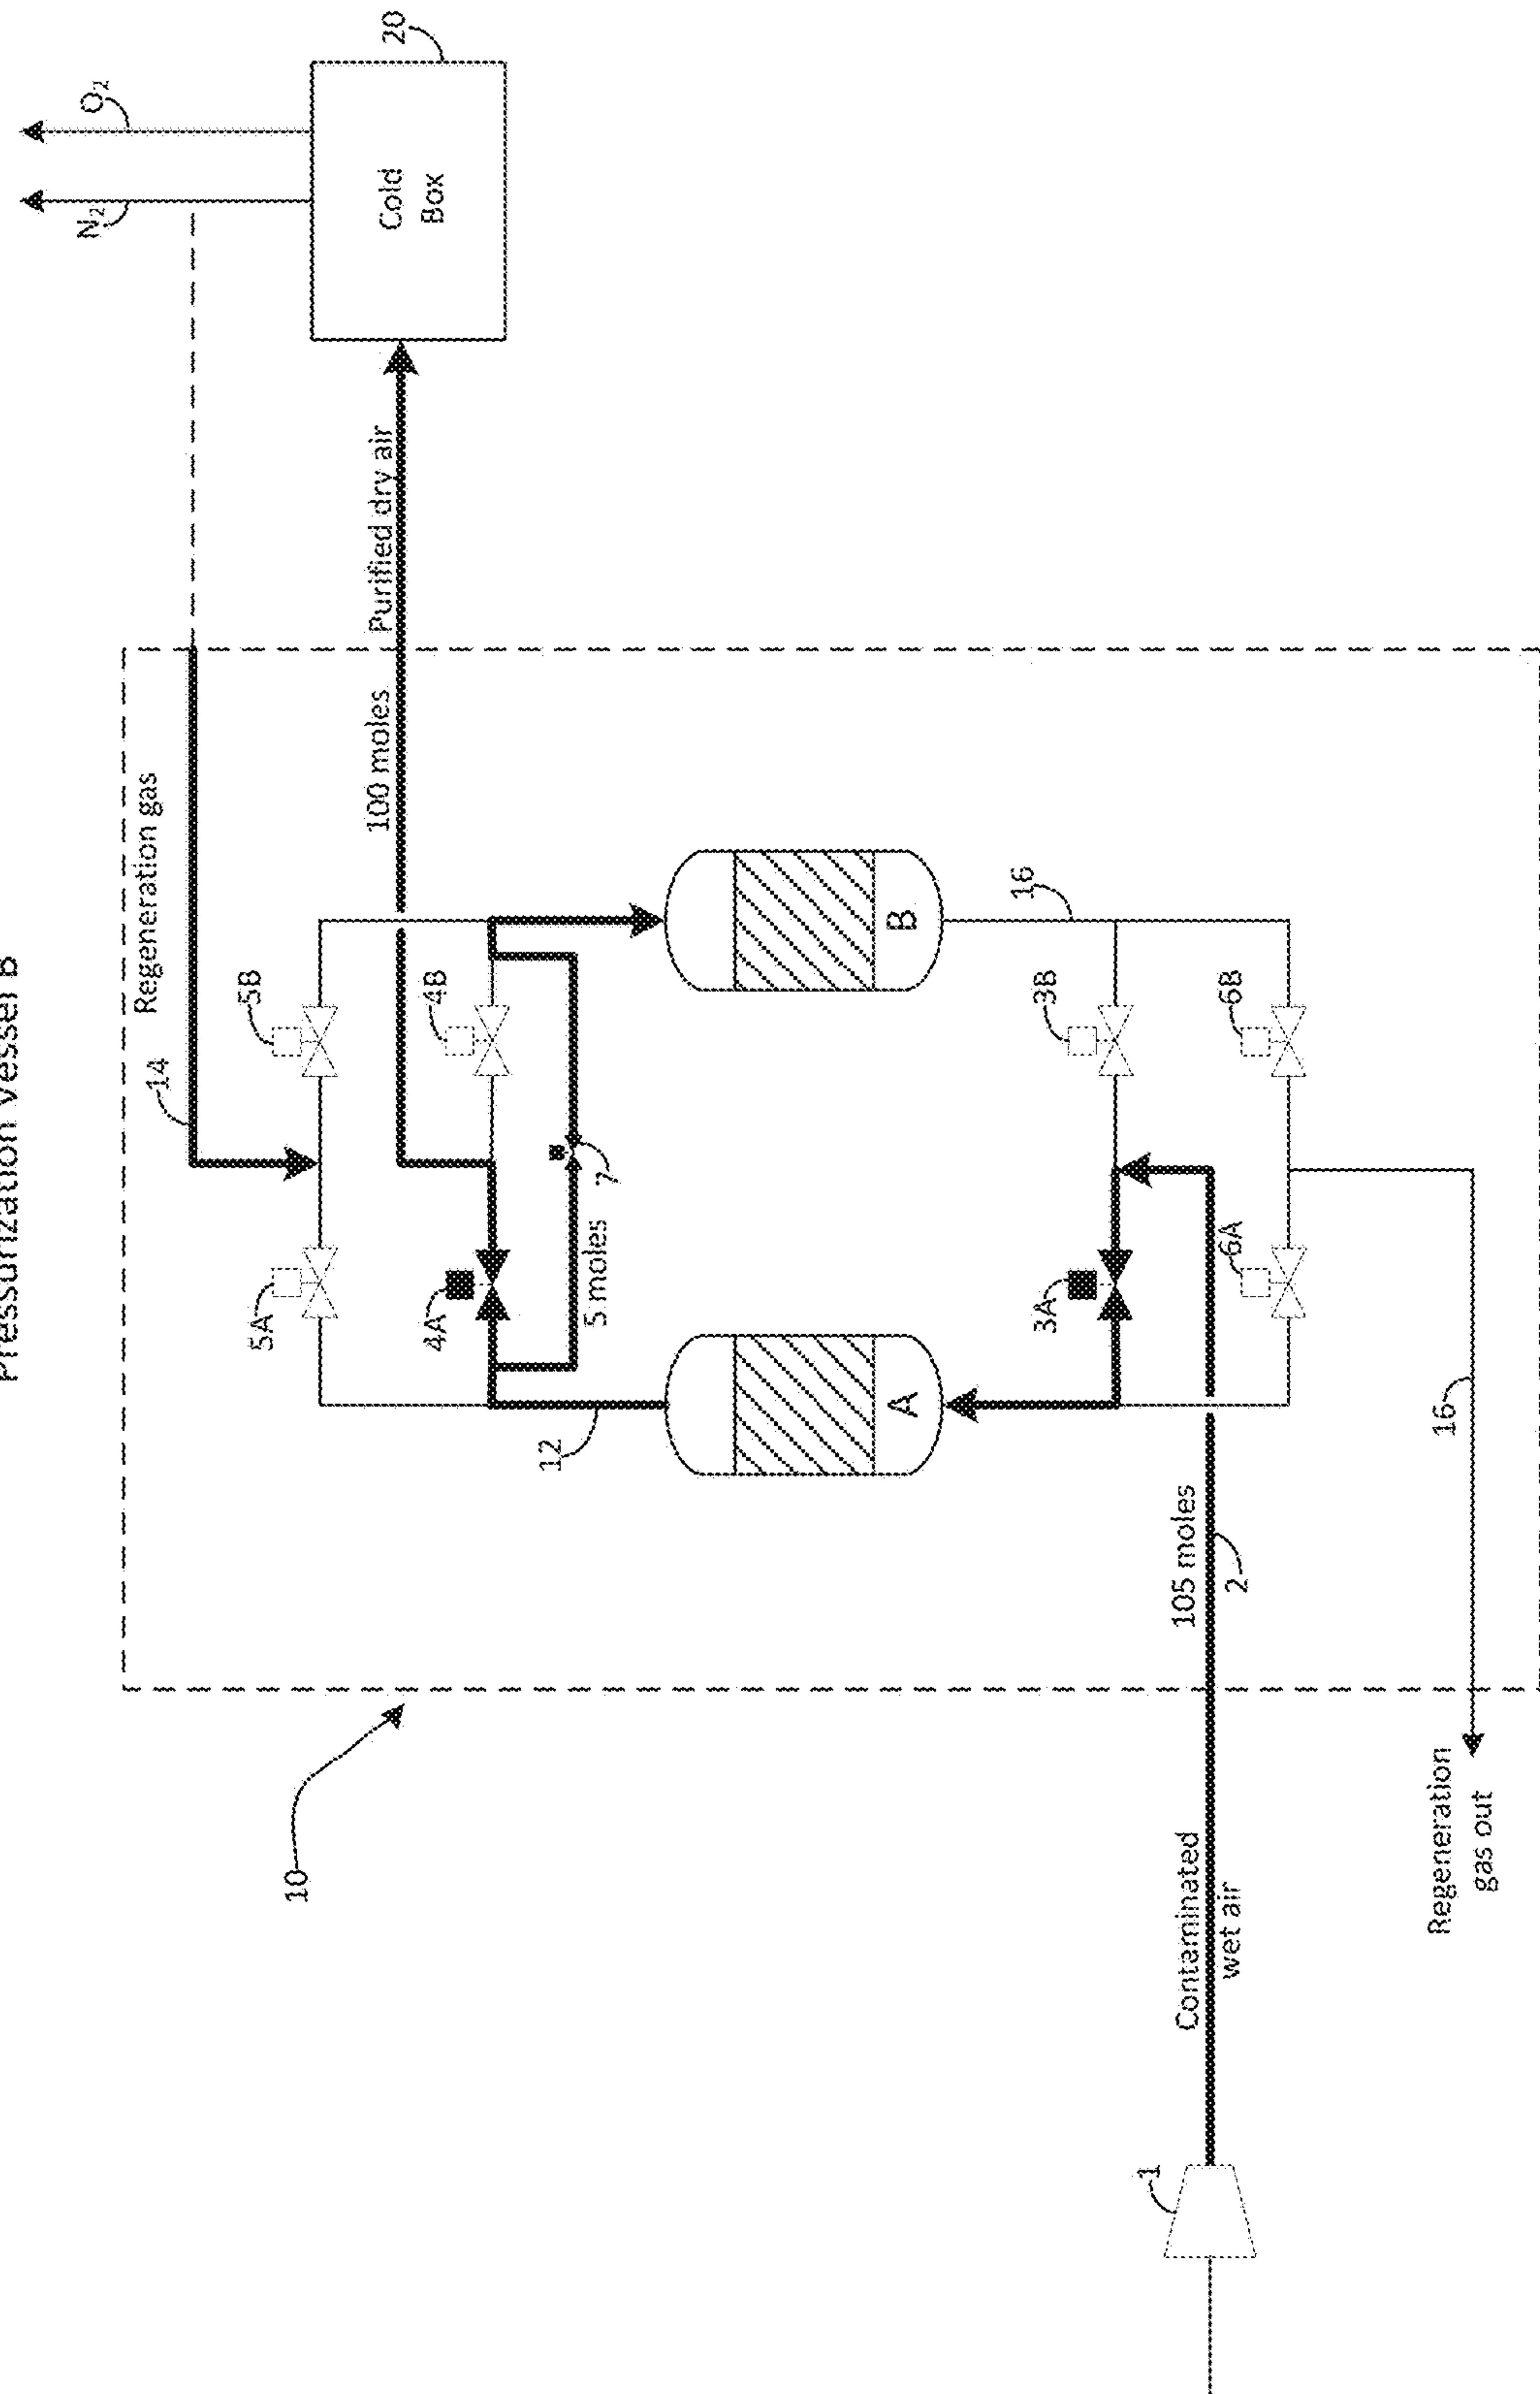 Pressurization vessel B
10
14
Regeneration gas
5A
5B
N₂
O₂
20
Cold
Box
100 moles
Purified dry air
4A
4B
12
5 moles
7
A
B
16
3A
3B
1
Contaminated
wet air
105 moles
2
6A
6B
Regeneration
gas out
16